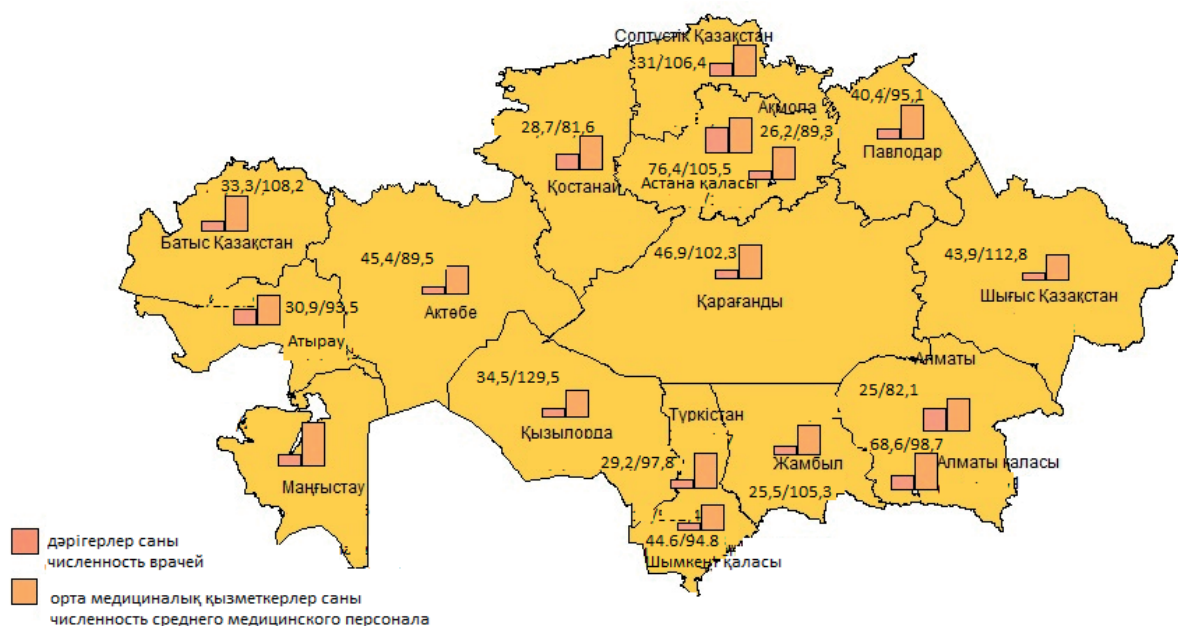 Солтүстік Қазақстан
31/106,4
40,4/95,1
Ақмола
26,2/89,3
28,7/81,6
Павлодар
76,4/105,5
Астана қаласы
Қостанай
33,3/108,2
Батыс Қазақстан
45,4/89,5
46,9/102,3
43,9/112,8
Шығыс Қазақстан
Қарағанды
30,9/93,5
Актөбе
Атырау
Алматы
34,5/129,5
25/82,1
Түркістан
Қызылорда
68,6/98,7
29,2/97,8
Жамбыл
Алматы қаласы
Маңғыстау
25,5/105,3
44.6/94.8
Шымкент қаласы
дәрігерлер саны
численность врачей
орта медициналық қызметкерлер саны
численность среднего медицинского персонала